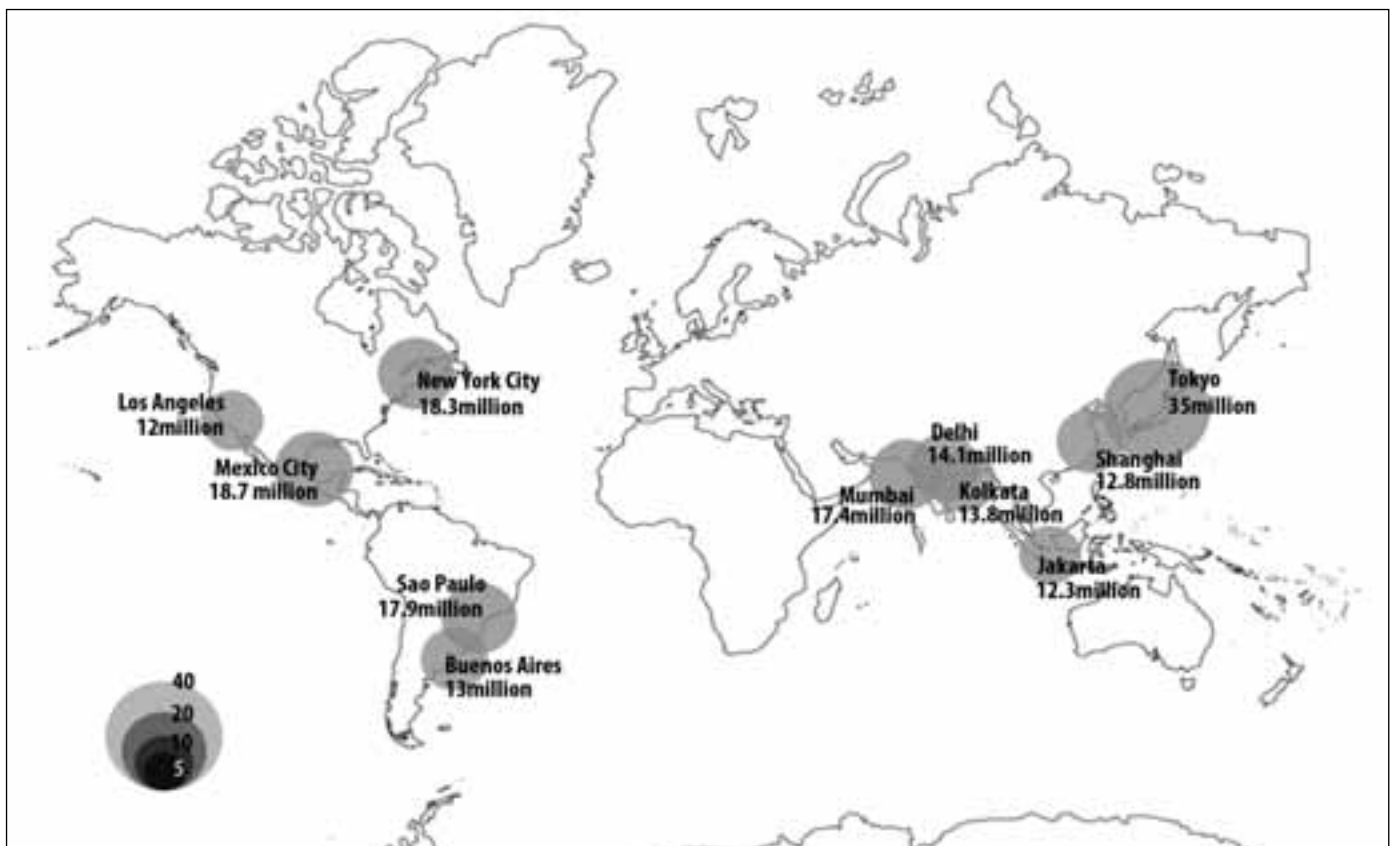 New York City
18.3million
Los Angeles
12million
Mexico City
18.7 million
Sao Paulo
17.9million
Buenos Aires
13million
Tokyo
35million
Delhi
14.1million
Shanghai
12.8million
Mumbai
17.4million
Kolkata
13.8million
Jakarta
12.3million
40
20
10
5